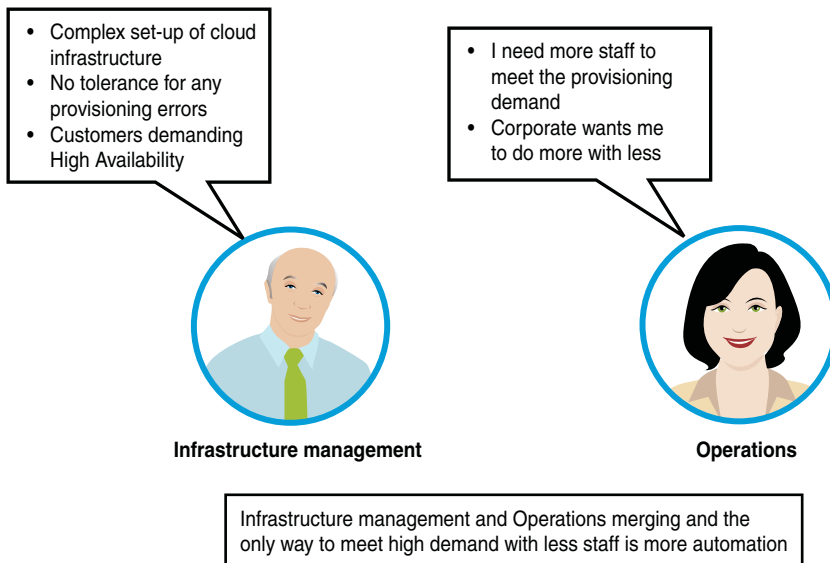 • Complex set-up of cloud
infrastructure
• No tolerance for any
provisioning errors
• Customers demanding
High Availability
• I need more staff to
meet the provisioning
demand
• Corporate wants me
to do more with less
Infrastructure management
Operations
Infrastructure management and Operations merging and the
only way to meet high demand with less staff is more automation